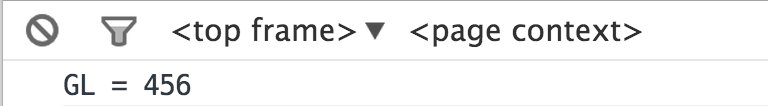 <top frame> ▼ <page context>
GL = 456